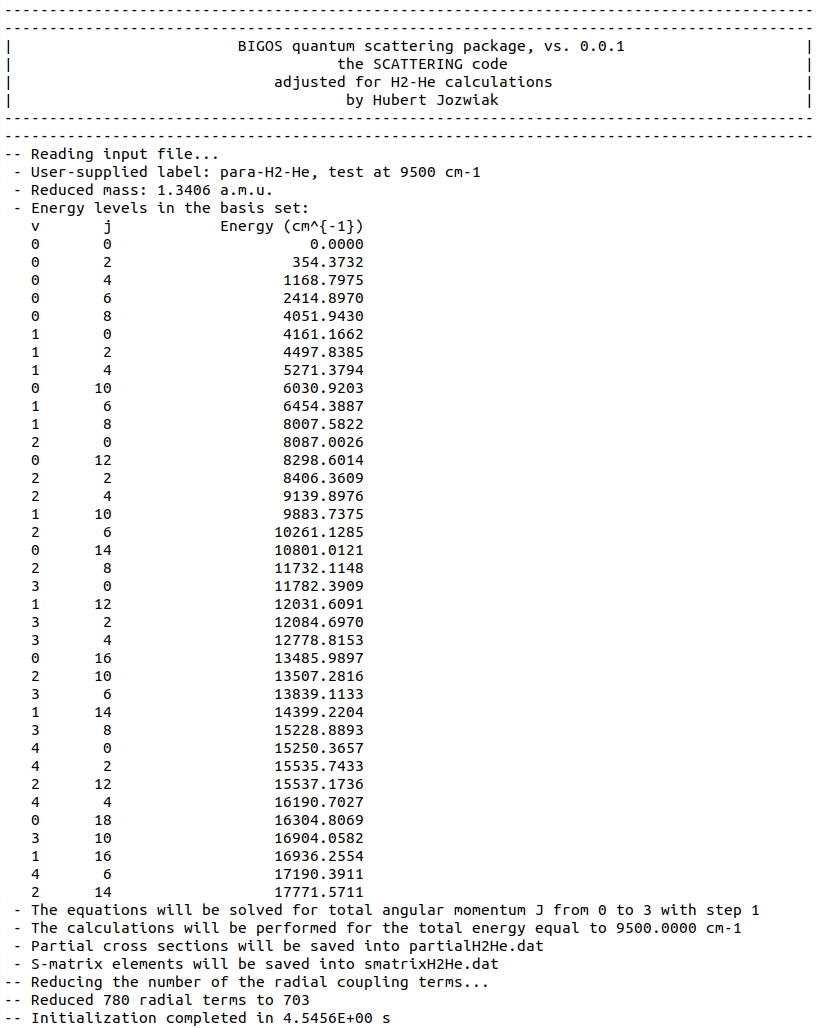 ------------------------------------------------------------------------------------------
------------------------------------------------------------------------------------------
|                         BIGOS quantum scattering package, vs. 0.0.1                    |
|                                    the SCATTERING code                                 |
|                             adjusted for H2-He calculations                            |
|                                     by Hubert Jozwiak                                  |
------------------------------------------------------------------------------------------
------------------------------------------------------------------------------------------
-- Reading input file...
 - User-supplied label: para-H2-He, test at 9500 cm-1
 - Reduced mass: 1.3406 a.m.u.
 - Energy levels in the basis set:
   v       j            Energy (cm^{-1})
   0       0                      0.0000
   0       2                    354.3732
   0       4                   1168.7975
   0       6                   2414.8970
   0       8                   4051.9430
   1       0                   4161.1662
   1       2                   4497.8385
   1       4                   5271.3794
   0      10                   6030.9203
   1       6                   6454.3887
   1       8                   8007.5822
   2       0                   8087.0026
   0      12                   8298.6014
   2       2                   8406.3609
   2       4                   9139.8976
   1      10                   9883.7375
   2       6                  10261.1285
   0      14                  10801.0121
   2       8                  11732.1148
   3       0                  11782.3909
   1      12                  12031.6091
   3       2                  12084.6970
   3       4                  12778.8153
   0      16                  13485.9897
   2      10                  13507.2816
   3       6                  13839.1133
   1      14                  14399.2204
   3       8                  15228.8893
   4       0                  15250.3657
   4       2                  15535.7433
   2      12                  15537.1736
   4       4                  16190.7027
   0      18                  16304.8069
   3      10                  16904.0582
   1      16                  16936.2554
   4       6                  17190.3911
   2      14                  17771.5711
 - The equations will be solved for total angular momentum J from 0 to 3 with step 1
 - The calculations will be performed for the total energy equal to 9500.0000 cm-1
 - Partial cross sections will be saved into partialH2He.dat
 - S-matrix elements will be saved into smatrixH2He.dat
-- Reducing the number of the radial coupling terms...
-- Reduced 780 radial terms to 703
-- Initialization completed in 4.5456E+00 s